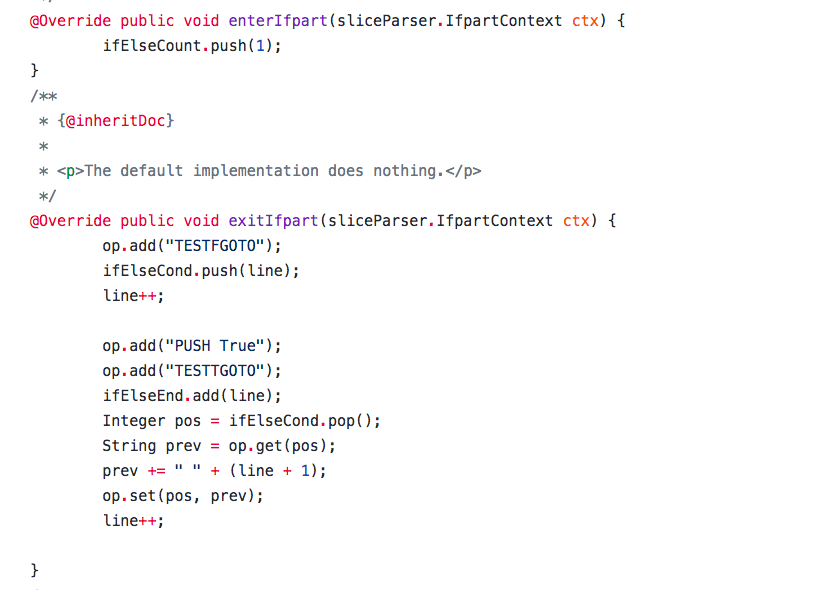 @Override public void enterIfpart(sliceParser.IfpartContext ctx) {
        ifElseCount.push(1);
}
/**
 * {@inheritDoc}
 *
 * <p>The default implementation does nothing.</p>
 */
@Override public void exitIfpart(sliceParser.IfpartContext ctx) {
        op.add("TESTFGOTO");
        ifElseCond.push(line);
        line++;

        op.add("PUSH True");
        op.add("TESTTGOTO");
        ifElseEnd.add(line);
        Integer pos = ifElseCond.pop();
        String prev = op.get(pos);
        prev += " " + (line + 1);
        op.set(pos, prev);
        line++;

}